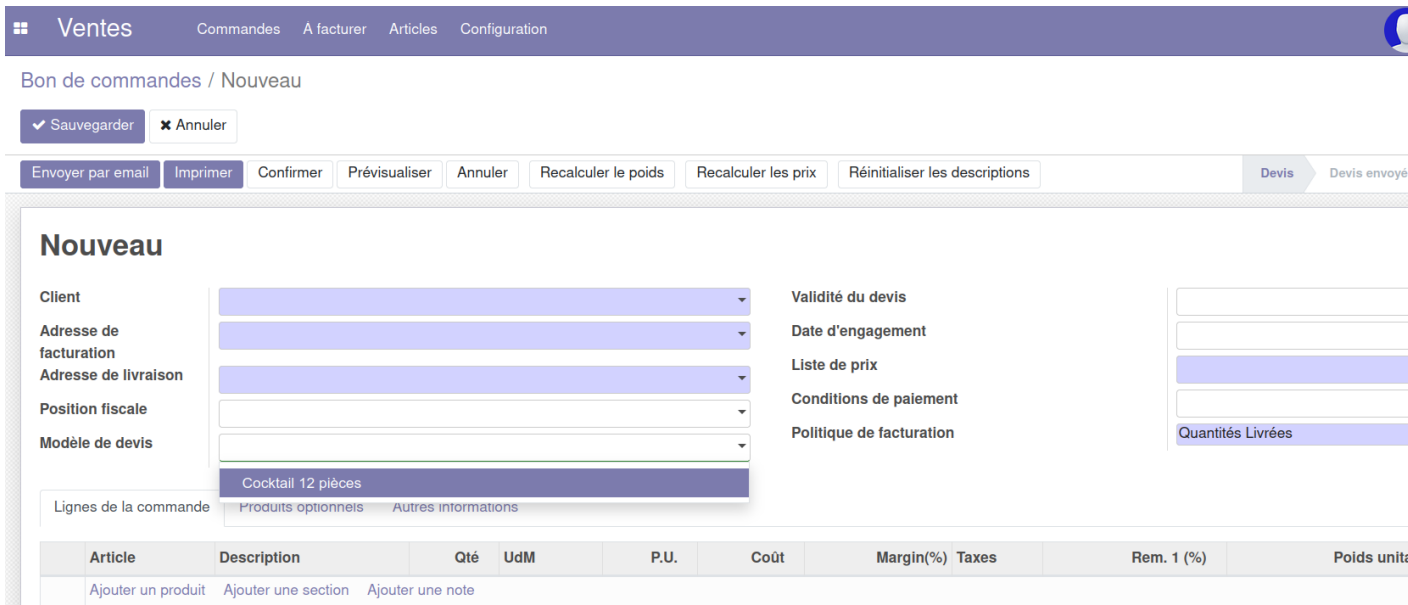 Ventes Commandes À facturer Articles Configuration
Bon de commandes / Nouveau
Sauvegarder Annuler
Envoyer par email Imprimer Confirmer Prévisualiser Annuler Recalculer le poids Recalculer les prix Réinitialiser les descriptions Devis Devis envoyé
Nouveau
Client
Adresse de
facturation
Adresse de livraison
Position fiscale
Modèle de devis
Cocktail 12 pièces
Validité du devis
Date d'engagement
Liste de prix
Conditions de paiement
Politique de facturation Quantités Livrées
Lignes de la commande Produits optionnels Autres informations
Article Description Qté UdM P.U. Coût Margin(%) Taxes Rem. 1 (%) Poids unita
Ajouter un produit Ajouter une section Ajouter une note